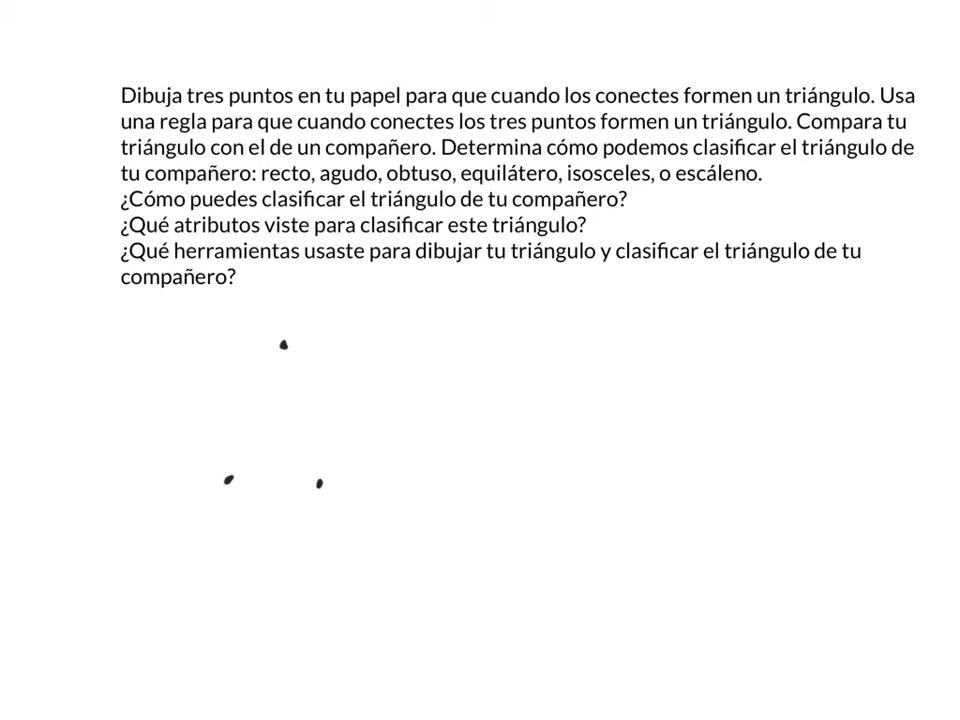 Dibuja tres puntos en tu papel para que cuando los conectes formen un triángulo. Usa
una regla para que cuando conectes los tres puntos formen un triángulo. Compara tu
triángulo con el de un compañero. Determina cómo podemos clasificar el triángulo de
tu compañero: recto, agudo, obtuso, equilátero, isosceles, o escáleno.
¿Cómo puedes clasificar el triángulo de tu compañero?
¿Qué atributos viste para clasificar este triángulo?
¿Qué herramientas usaste para dibujar tu triángulo y clasificar el triángulo de tu
compañero?